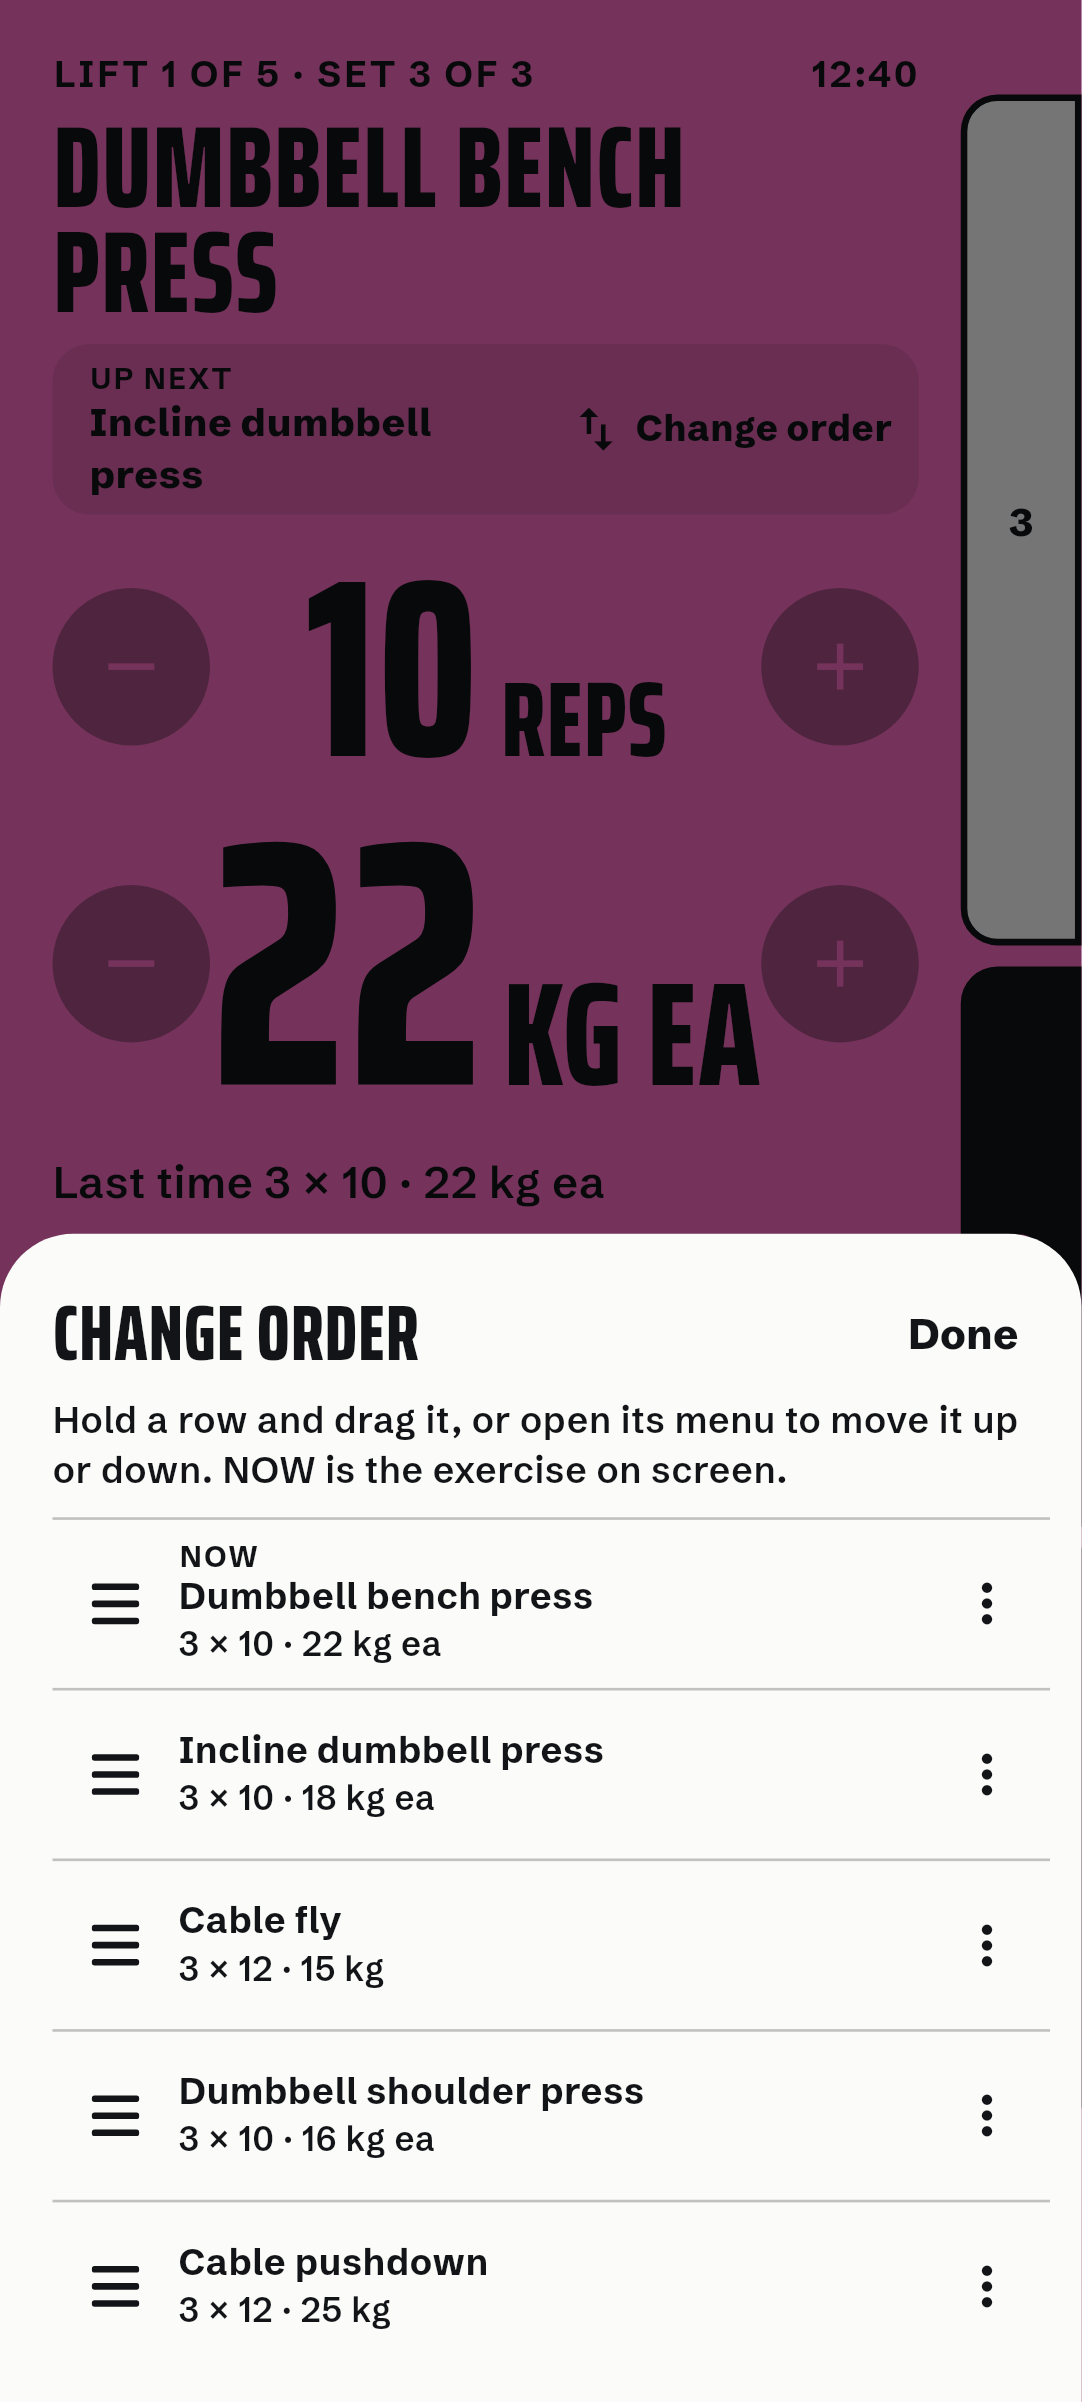 LIFT 1 OF 5 · SET 3 OF 3
12:40
DUMBBELL BENCH
PRESS
UP NEXT
Incline dumbbell
press
Change order
3
10 REPS
22 KG EA
Last time 3 × 10 · 22 kg ea
CHANGE ORDER
Done
Hold a row and drag it, or open its menu to move it up
or down. NOW is the exercise on screen.
NOW
Dumbbell bench press
3 × 10 · 22 kg ea
Incline dumbbell press
3 × 10 · 18 kg ea
Cable fly
3 × 12 · 15 kg
Dumbbell shoulder press
3 × 10 · 16 kg ea
Cable pushdown
3 × 12 · 25 kg